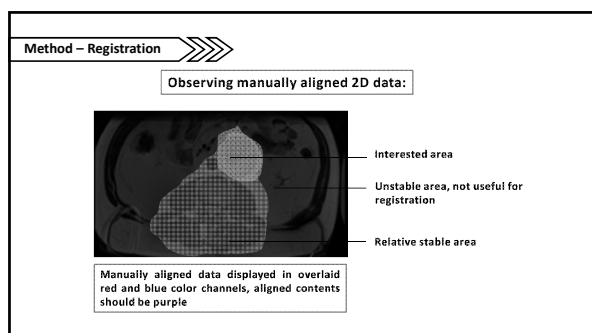 Method – Registration
Observing manually aligned 2D data:
Interested area
Unstable area, not useful for
registration
Relative stable area
Manually aligned data displayed in overlaid
red and blue color channels, aligned contents
should be purple